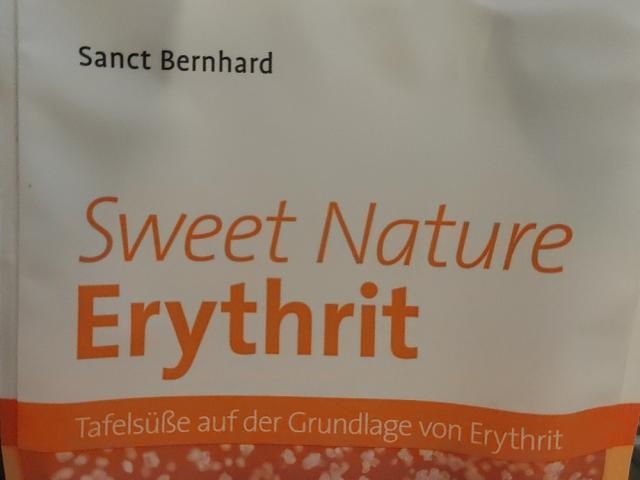 Sanct Bernhard
Sweet Nature
Erythrit
Tafelsüße auf der Grundlage von Erythrit